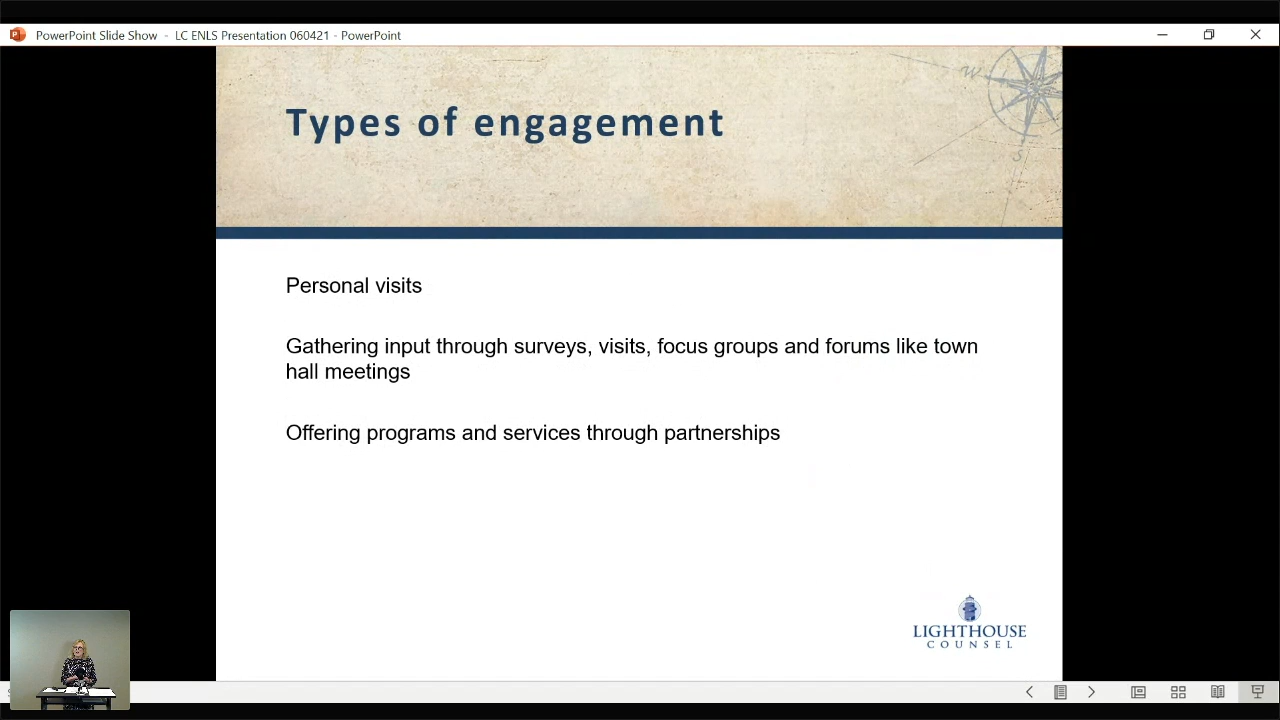 PowerPoint Slide Show - LC ENLS Presentation 060421 - PowerPoint
W
S
Types of engagement
Personal visits
Gathering input through surveys, visits, focus groups and forums like town
hall meetings
Offering programs and services through partnerships
LIGHTHOUSE
COUNSEL